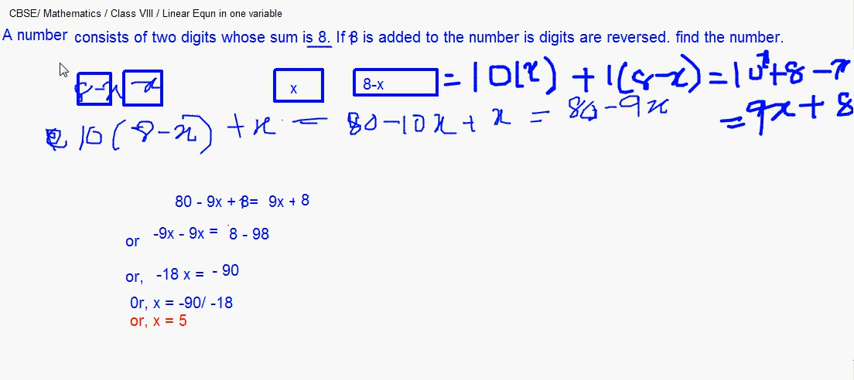 CBSE/ Mathematics / Class VIII / Linear Equn in one variable
A number consists of two digits whose sum is 8. If is added to the number is digits are reversed. find the number.
8-x x x 8-x = 10(x) + 1(8-x) = 10x+8-x
10(8-x) + x = 80-10x + x = 80-9x = 9x+8
80 - 9x + = 9x + 8
or -9x - 9x = 8 - 98
or, -18 x = - 90
0r, x = -90/ -18
or, x = 5